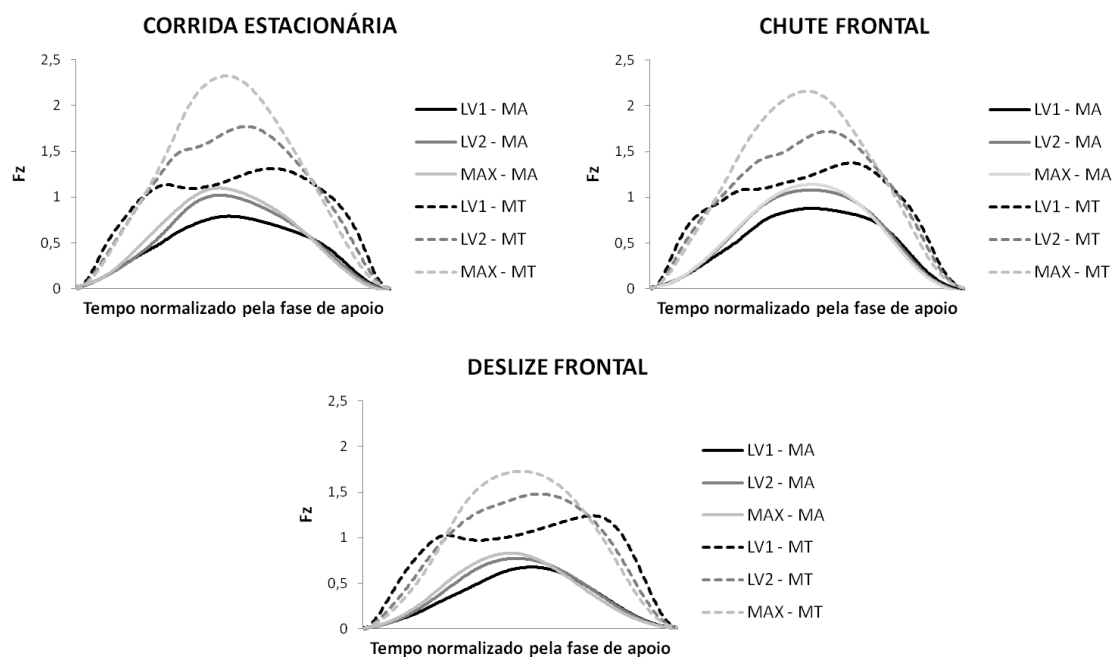 CORRIDA ESTACIONÁRIA
2,5
2
1,5
1
0,5
0
Fz
Tempo normalizado pela fase de apoio
LV1 - MA
LV2 - MA
MAX - MA
LV1 - MT
LV2 - MT
MAX - MT
CHUTE FRONTAL
2,5
2
1,5
1
0,5
0
Fz
Tempo normalizado pela fase de apoio
LV1 - MA
LV2 - MA
MAX - MA
LV1 - MT
LV2 - MT
MAX - MT
DESLIZE FRONTAL
2,5
2
1,5
1
0,5
0
Fz
Tempo normalizado pela fase de apoio
LV1 - MA
LV2 - MA
MAX - MA
LV1 - MT
LV2 - MT
MAX - MT